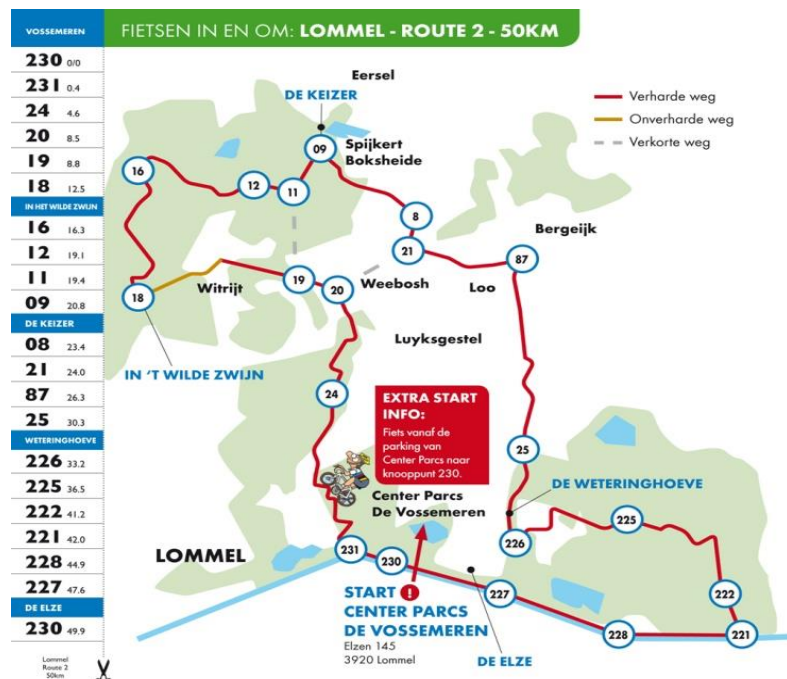 VOSSEMEREN
230 0/0
231 0.4
24 4.6
20 8.5
19 8.8
18 12.5
IN HET WILDE ZWIJN
16 16.3
12 19.1
11 19.4
09 20.8
DE KEIZER
08 23.4
21 24.0
87 26.3
25 30.3
WETERINGHOEVE
226 33.2
225 36.5
222 41.2
221 42.0
228 44.9
227 47.6
DE ELZE
230 49.9
Lommel
Route 2
50km
FIETSEN IN EN OM: LOMMEL - ROUTE 2 - 50KM
Eersel
DE KEIZER
Verharde weg
Onverharde weg
Verkorte weg
09
Spijkert
Boksheide
16
12
11
8
21
Bergeijk
87
Weebosh
Loo
18
Witrijt
19
20
Luyksgestel
IN 'T WILDE ZWIJN
24
EXTRA START
INFO:
Fiets vanaf de
parking van
Center Parcs naar
knooppunt 230.
25
Center Parcs
De Vossemeren
DE WETERINGHOEVE
225
226
LOMMEL
231
230
START !
CENTER PARCS
DE VOSSEMEREN
Elzen 145
3920 Lommel
227
222
228
221
DE ELZE